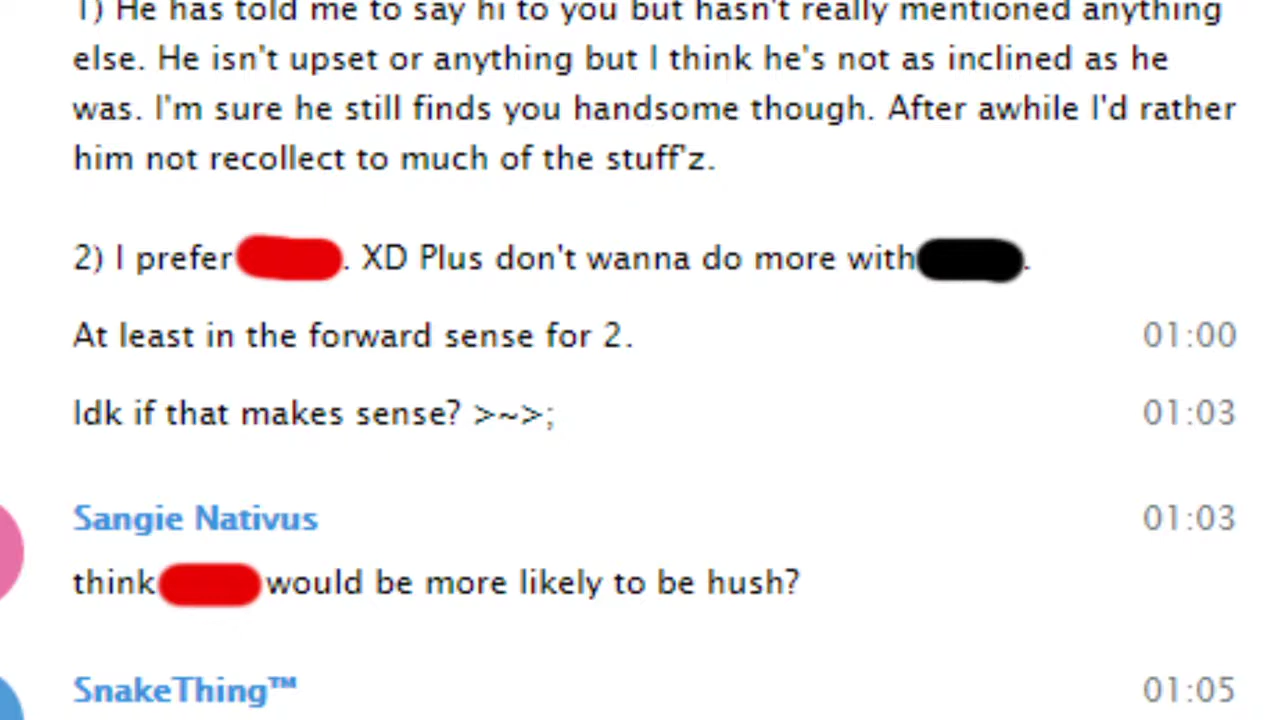 1) He has told me to say hi to you but hasn't really mentioned anything
else. He isn't upset or anything but I think he's not as inclined as he
was. I'm sure he still finds you handsome though. After awhile I'd rather
him not recollect to much of the stuff'z.
2) I prefer . XD Plus don't wanna do more with .
At least in the forward sense for 2. 01:00
Idk if that makes sense? >~>; 01:03
Sangie Nativus 01:03
think would be more likely to be hush?
SnakeThing™ 01:05